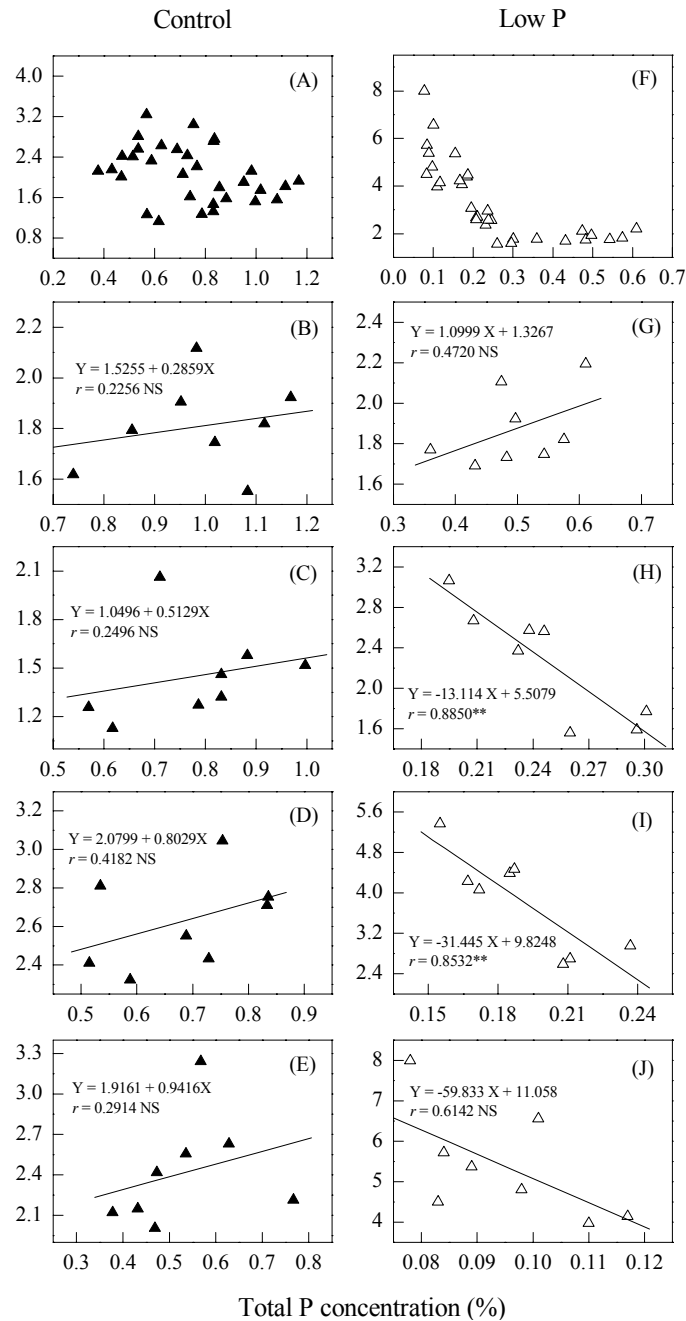 Control
Low P
(A)
4.0
3.2
2.4
1.6
0.8
0.2 0.4 0.6 0.8 1.0 1.2
(F)
8
6
4
2
0.0 0.1 0.2 0.3 0.4 0.5 0.6 0.7
(B)
Y = 1.5255 + 0.2859X
r = 0.2256 NS
2.2
2.0
1.8
1.6
0.7 0.8 0.9 1.0 1.1 1.2
(G)
Y = 1.0999 X + 1.3267
r = 0.4720 NS
2.4
2.2
2.0
1.8
1.6
0.3 0.4 0.5 0.6 0.7
(C)
Y = 1.0496 + 0.5129X
r = 0.2496 NS
2.1
1.8
1.5
1.2
0.5 0.6 0.7 0.8 0.9 1.0
(H)
Y = -13.114 X + 5.5079
r = 0.8850**
3.2
2.8
2.4
2.0
1.6
0.18 0.21 0.24 0.27 0.30
(D)
Y = 2.0799 + 0.8029X
r = 0.4182 NS
3.2
3.0
2.8
2.6
2.4
0.5 0.6 0.7 0.8 0.9
(I)
Y = -31.445 X + 9.8248
r = 0.8532**
5.6
4.8
4.0
3.2
2.4
0.15 0.18 0.21 0.24
(E)
Y = 1.9161 + 0.9416X
r = 0.2914 NS
3.3
3.0
2.7
2.4
2.1
0.3 0.4 0.5 0.6 0.7 0.8
(J)
Y = -59.833 X + 11.058
r = 0.6142 NS
8
7
6
5
4
0.08 0.09 0.10 0.11 0.12
Total P concentration (%)